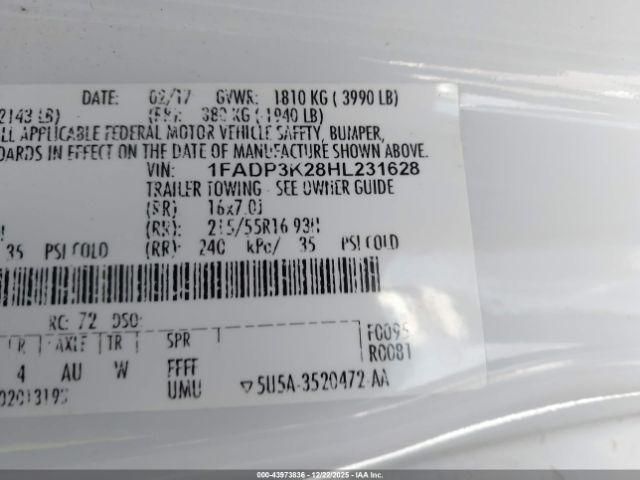 DATE: 02/17 GVWR: 1810 KG ( 3990 LB)
2143 LB) (RR): 880 KG ( 1940 LB)
LL APPLICABLE FEDERAL MOTOR VEHICLE SAFETY, BUMPER,
DARDS IN EFFECT ON THE DATE OF MANUFACTURE SHOWN ABOVE.
VIN: 1FADP3K28HL231628
TRAILER TOWING - SEE OWNER GUIDE
(RR) 16x7.0J
(RR): 215/55R16 93H
35 PSI COLD (RR): 240 kPa/ 35 PSI COLD
RC: 72 DSO:
R AXLE TR SPR F0095
4 AU W FFFF R0081
UMU ▽5U5A-3520472-AA
000-43973836 - 12/22/2025 - IAAI.COM